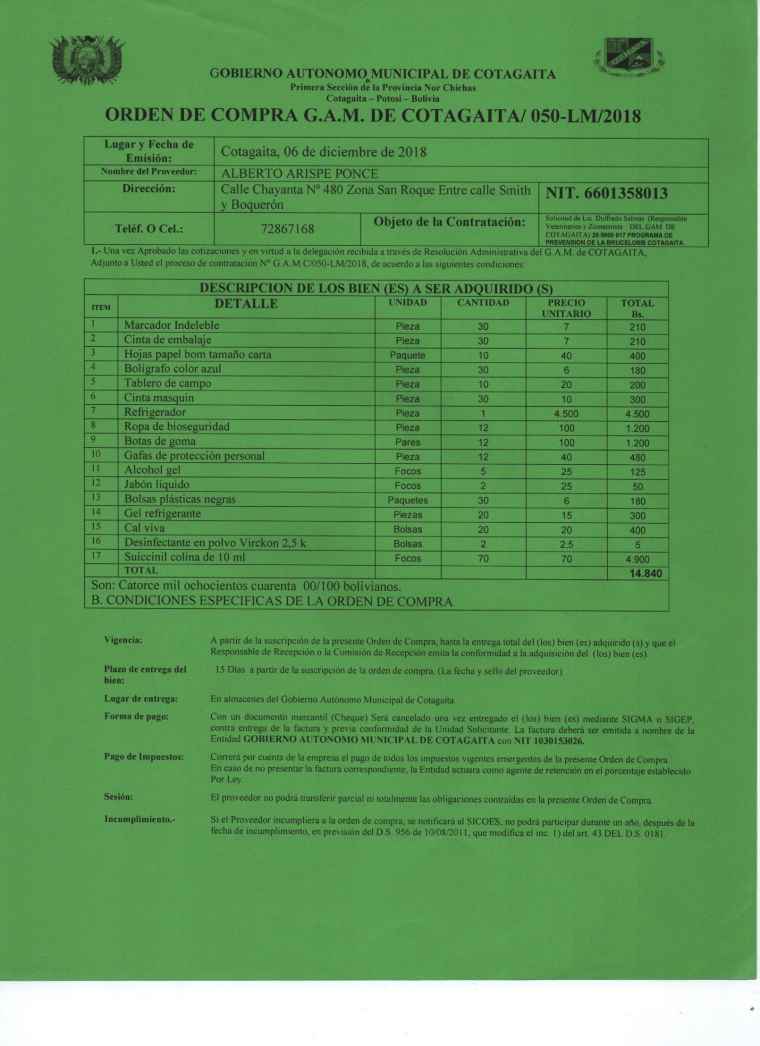 GOBIERNO AUTONOMO MUNICIPAL DE COTAGAITA
Primera Sección de la Provincia Nor Chichas
Cotagaita – Potosí – Bolivia
ORDEN DE COMPRA G.A.M. DE COTAGAITA/ 050-LM/2018
Lugar y Fecha de Emisión: Cotagaita, 06 de diciembre de 2018
Nombre del Proveedor: ALBERTO ARISPE PONCE
Dirección: Calle Chayanta Nº 480 Zona San Roque Entre calle Smith y Boquerón NIT. 6601358013
Teléf. O Cel.: 72867168 Objeto de la Contratación: Solicitud de Lic. Dulfredo Salinas (Responsable
Veterinarios y Zoonosis DEL GAM DE
COTAGAITA) PROGRAMA DE
PREVENSION DE LA BRUCELOSIS COTAGAITA.
1.- Una vez Aprobado las cotizaciones y en virtud a la delegación recibida a través de Resolución Administrativa del G.A.M. de COTAGAITA,
Adjunto a Usted el proceso de contratación Nº G.A.M.C/050-LM/2018, de acuerdo a las siguientes condiciones:
DESCRIPCION DE LOS BIEN (ES) A SER ADQUIRIDO (S)
ITEM DETALLE UNIDAD CANTIDAD PRECIO UNITARIO TOTAL Bs.
1 Marcador Indeleble Pieza 30 7 210
2 Cinta de embalaje Pieza 30 7 210
3 Hojas papel bom tamaño carta Paquete 10 40 400
4 Bolígrafo color azul Pieza 30 6 180
5 Tablero de campo Pieza 10 20 200
6 Cinta masquin Pieza 30 10 300
7 Refrigerador Pieza 1 4.500 4.500
8 Ropa de bioseguridad Pieza 12 100 1.200
9 Botas de goma Pares 12 100 1.200
10 Gafas de protección personal Pieza 12 40 480
11 Alcohol gel Focos 5 25 125
12 Jabón líquido Focos 2 25 50
13 Bolsas plásticas negras Paquetes 30 6 180
14 Gel refrigerante Piezas 20 15 300
15 Cal viva Bolsas 20 20 400
16 Desinfectante en polvo Virckon 2,5 k Bolsas 2 2.5 5
17 Suiccinil colina de 10 ml Focos 70 70 4.900
TOTAL 14.840
Son: Catorce mil ochocientos cuarenta 00/100 bolivianos.
B. CONDICIONES ESPECIFICAS DE LA ORDEN DE COMPRA
Vigencia: A partir de la suscripción de la presente Orden de Compra, hasta la entrega total del (los) bien (es) adquirido (s) y que el
Responsable de Recepción o la Comisión de Recepción emita la conformidad a la adquisición del (los) bien (es).
Plazo de entrega del bien: 15 Días a partir de la suscripción de la orden de compra, (La fecha y sello del proveedor)
Lugar de entrega: En almacenes del Gobierno Autónomo Municipal de Cotagaita
Forma de pago: Con un documento mercantil (Cheque) Será cancelado una vez entregado el (los) bien (es) mediante SIGMA o SIGEP,
contra entrega de la factura y previa conformidad de la Unidad Solicitante. La factura deberá ser emitida a nombre de la
Entidad GOBIERNO AUTONOMO MUNICIPAL DE COTAGAITA con NIT 1030153026.
Pago de Impuestos: Correrá por cuenta de la empresa el pago de todos los impuestos vigentes emergentes de la presente Orden de Compra
En caso de no presentar la factura correspondiente, la Entidad actuara como agente de retención en el porcentaje establecido
Por Ley.
Sesión: El proveedor no podrá transferir parcial ni totalmente las obligaciones contraídas en la presente Orden de Compra.
Incumplimiento.- Si el Proveedor incumpliera a la orden de compra, se notificará al SICOES, no podrá participar durante un año, después de la
fecha de incumplimiento, en previsión del D.S. 956 de 10/08/2011, que modifica el inc. 1) del art. 43 DEL D.S. 0181.